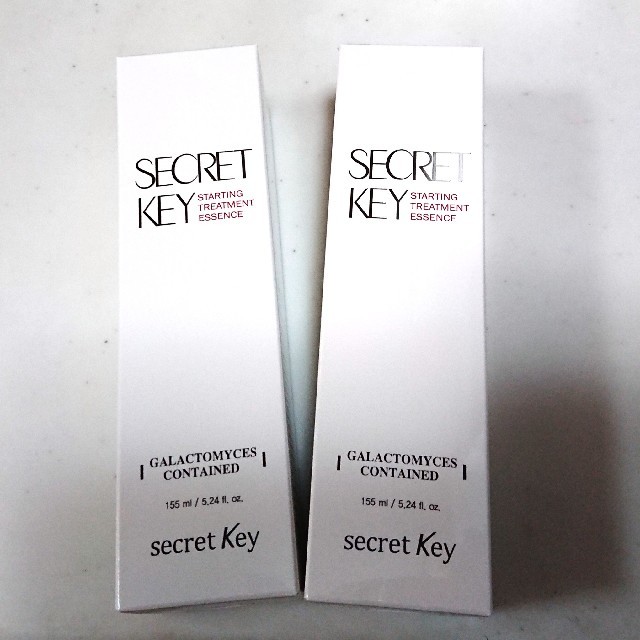 SECRET
KEY STARTING
TREATMENT
ESSENCE
GALACTOMYCES
CONTAINED
155 ml / 5,24 fl. oz.
secret Key
SECRET
KEY STARTING
TREATMENT
ESSENCE
GALACTOMYCES
CONTAINED
155 ml / 5,24 fl. oz.
secret Key